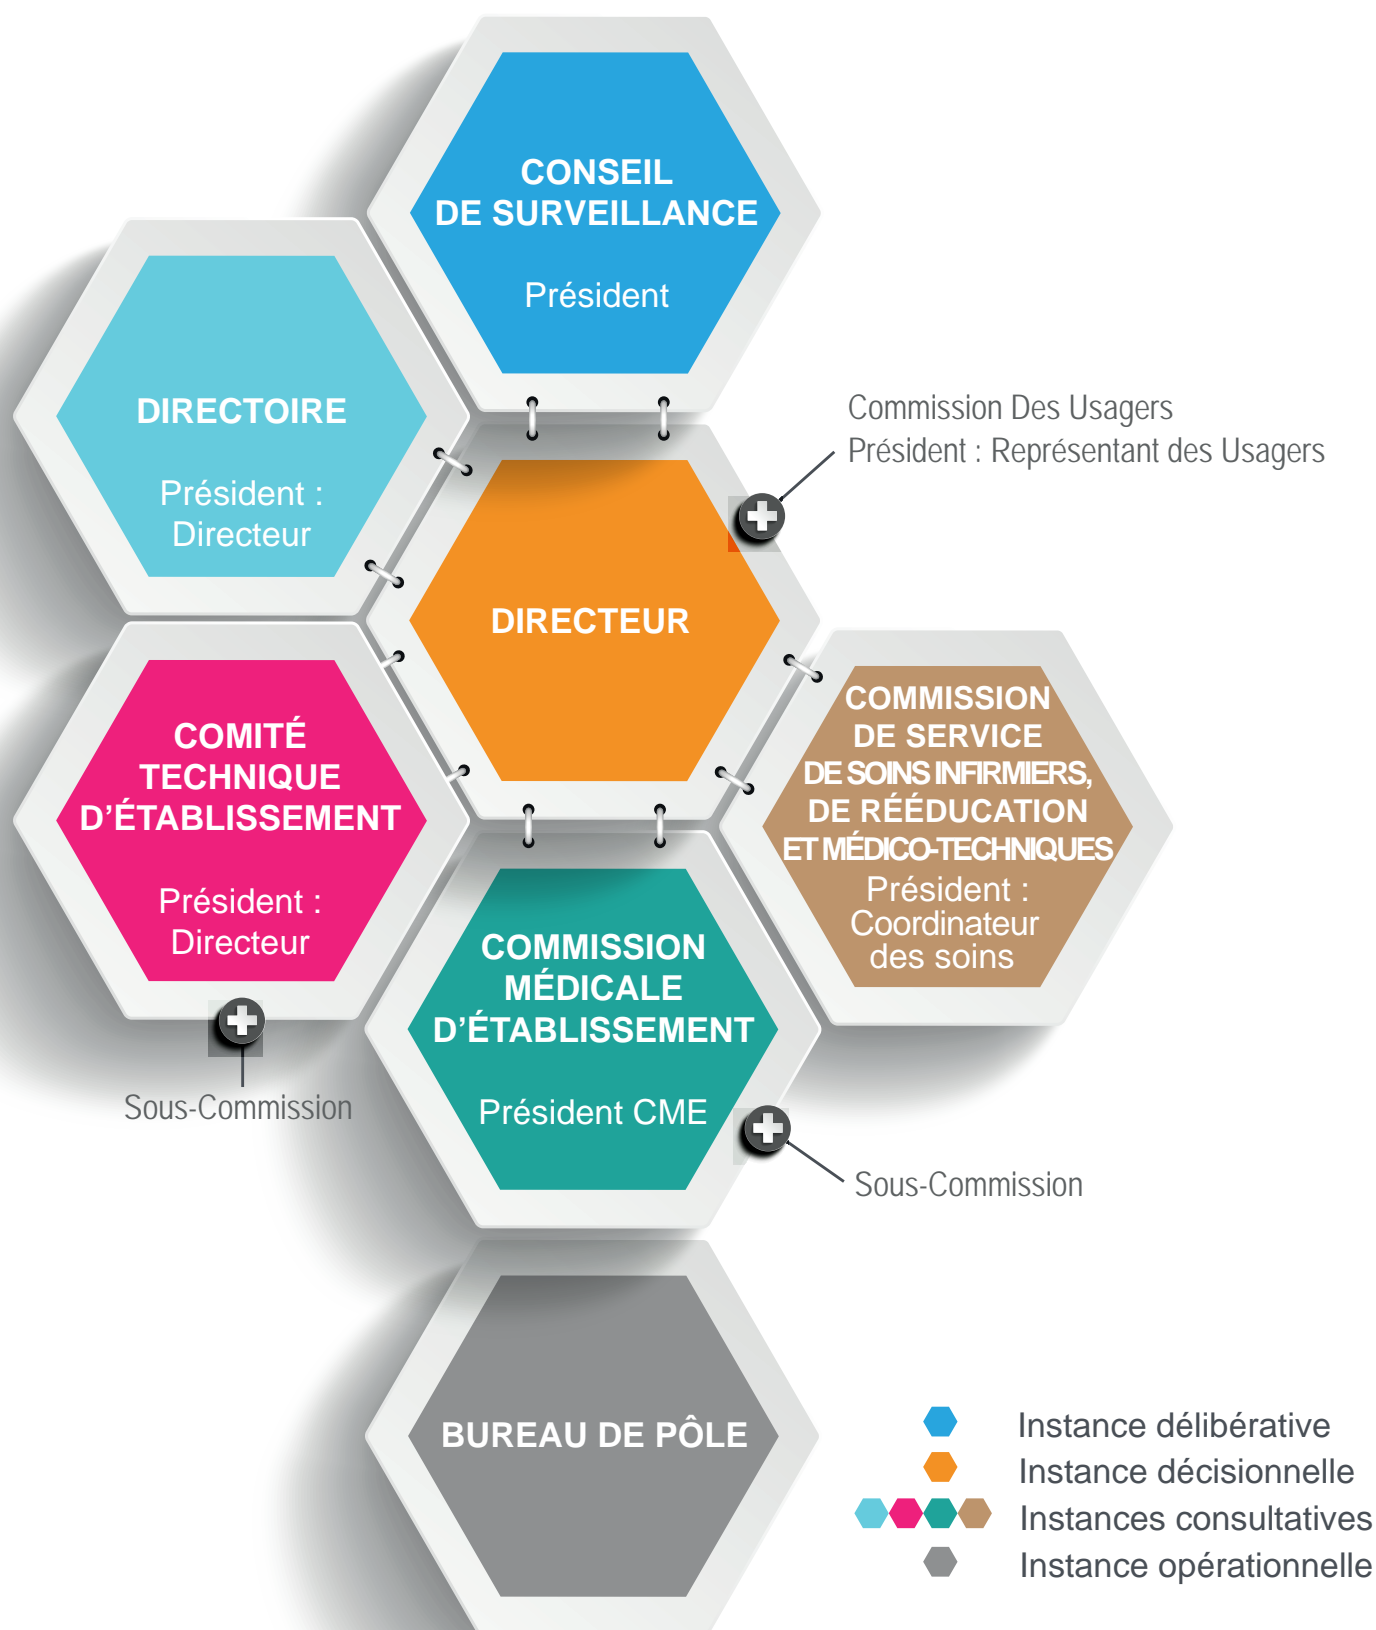 CONSEIL
DE SURVEILLANCE
Président
DIRECTOIRE
Président :
Directeur
Commission Des Usagers
Président : Représentant des Usagers
DIRECTEUR
COMITÉ
TECHNIQUE
D’ÉTABLISSEMENT
Président :
Directeur
Sous-Commission
COMMISSION
DE SERVICE
DE SOINS INFIRMIERS,
DE RÉÉDUCATION
ET MÉDICO-TECHNIQUES
Président :
Coordinateur
des soins
COMMISSION
MÉDICALE
D’ÉTABLISSEMENT
Président CME
Sous-Commission
BUREAU DE PÔLE
Instance délibérative
Instance décisionnelle
Instances consultatives
Instance opérationnelle